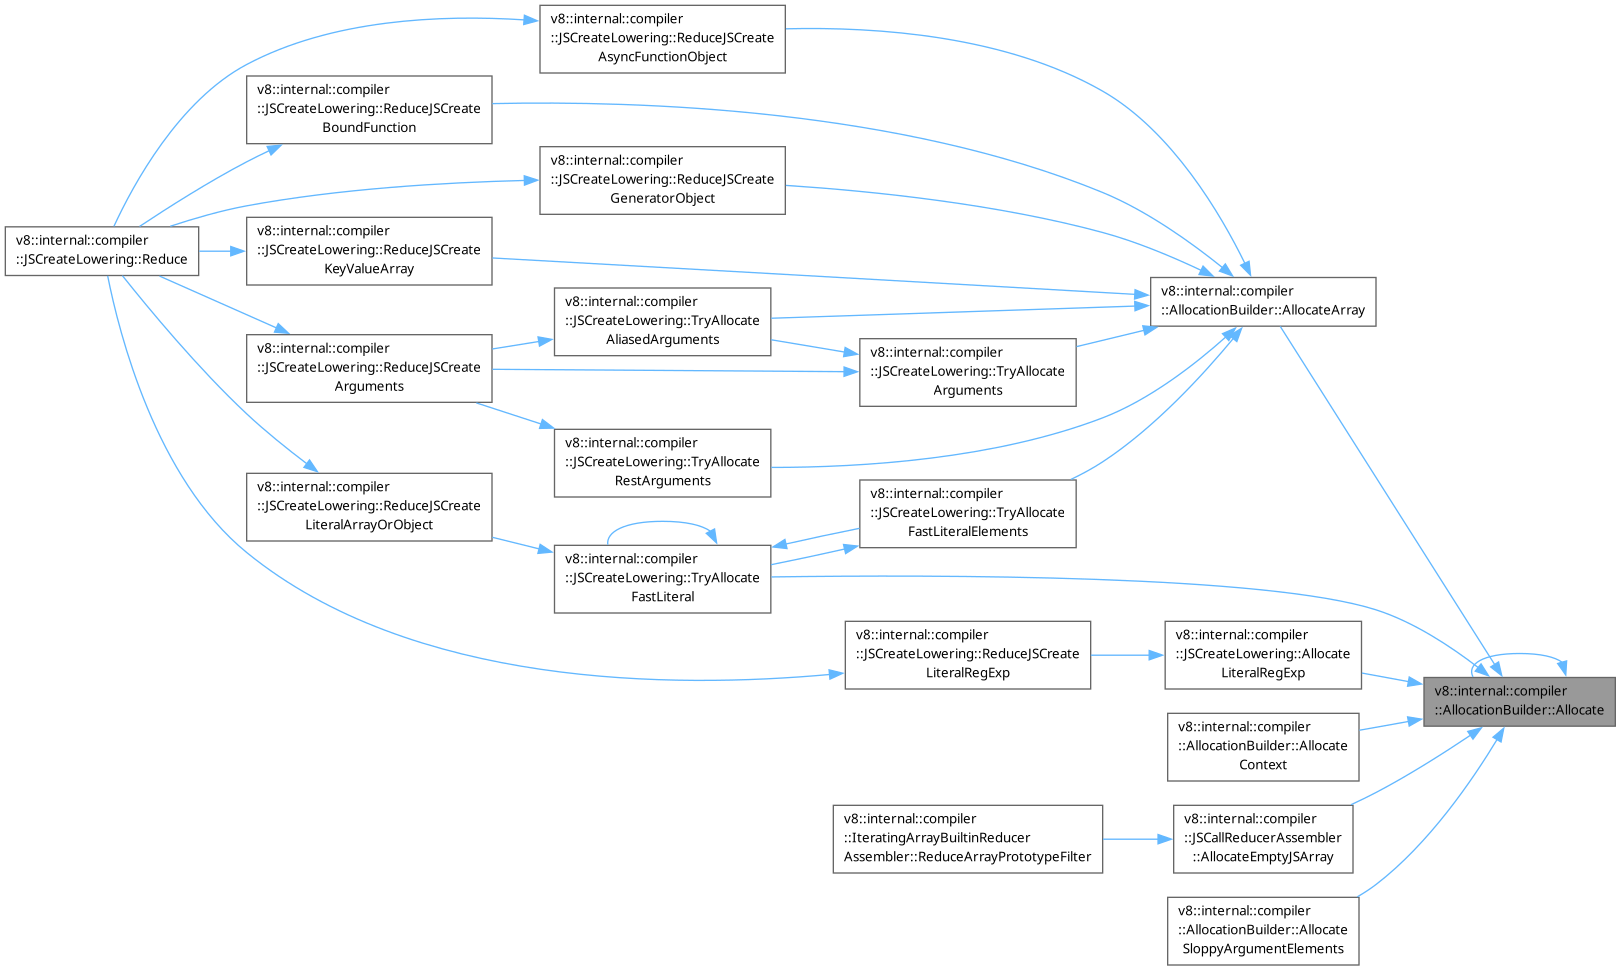 v8::internal::compiler
::JSCreateLowering::ReduceJSCreate
AsyncFunctionObject
v8::internal::compiler
::JSCreateLowering::ReduceJSCreate
BoundFunction
v8::internal::compiler
::JSCreateLowering::ReduceJSCreate
GeneratorObject
v8::internal::compiler
::JSCreateLowering::Reduce
v8::internal::compiler
::JSCreateLowering::ReduceJSCreate
KeyValueArray
v8::internal::compiler
::AllocationBuilder::AllocateArray
v8::internal::compiler
::JSCreateLowering::TryAllocate
AliasedArguments
v8::internal::compiler
::JSCreateLowering::ReduceJSCreate
Arguments
v8::internal::compiler
::JSCreateLowering::TryAllocate
Arguments
v8::internal::compiler
::JSCreateLowering::TryAllocate
RestArguments
v8::internal::compiler
::JSCreateLowering::ReduceJSCreate
LiteralArrayOrObject
v8::internal::compiler
::JSCreateLowering::TryAllocate
FastLiteralElements
v8::internal::compiler
::JSCreateLowering::TryAllocate
FastLiteral
v8::internal::compiler
::JSCreateLowering::ReduceJSCreate
LiteralRegExp
v8::internal::compiler
::JSCreateLowering::Allocate
LiteralRegExp
v8::internal::compiler
::AllocationBuilder::Allocate
v8::internal::compiler
::AllocationBuilder::Allocate
Context
v8::internal::compiler
::IteratingArrayBuiltinReducer
Assembler::ReduceArrayPrototypeFilter
v8::internal::compiler
::JSCallReducerAssembler
::AllocateEmptyJSArray
v8::internal::compiler
::AllocationBuilder::Allocate
SloppyArgumentElements